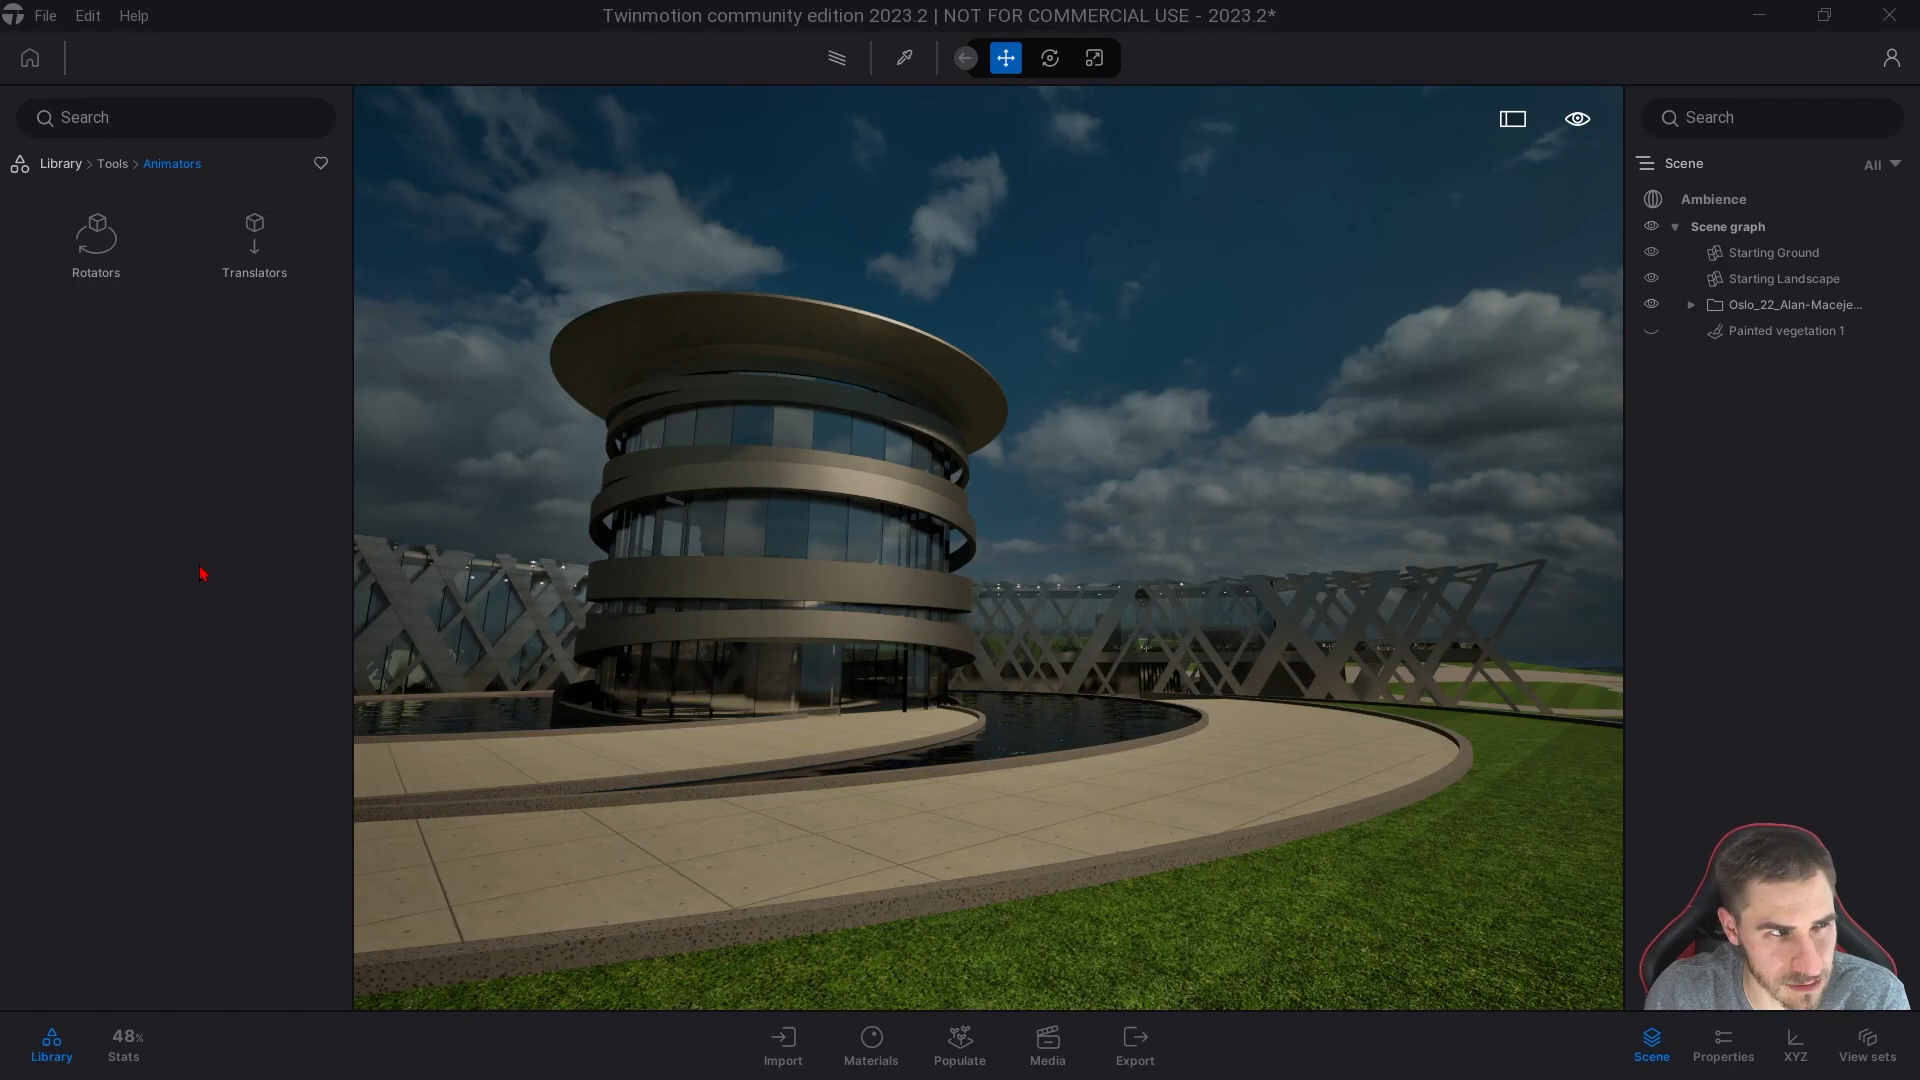 File Edit Help
Twinmotion community edition 2023.2 | NOT FOR COMMERCIAL USE - 2023.2*
Search
Library > Tools > Animators
Rotators
Translators
Search
Scene
All
Ambience
Scene graph
Starting Ground
Starting Landscape
Oslo_22_Alan-Maceje...
Painted vegetation 1
Library
48%
Stats
Import
Materials
Populate
Media
Export
Scene
Properties
XYZ
View sets